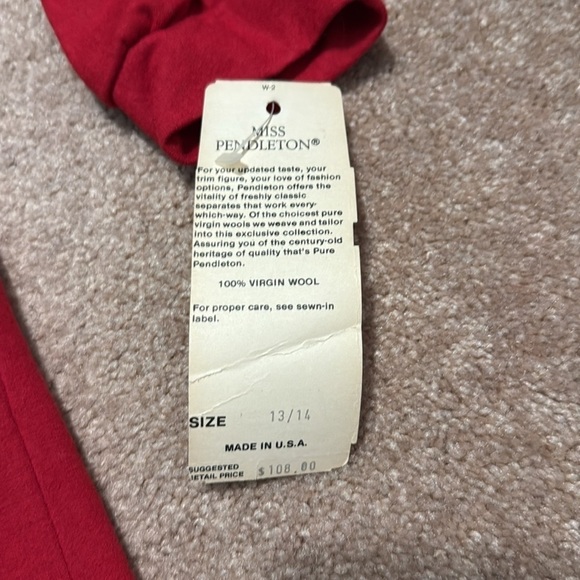 W-2
MISS
PENDLETON®
For your updated taste, your
trim figure, your love of fashion
options, Pendleton offers the
vitality of freshly classic
separates that work every-
which-way. Of the choicest pure
virgin wools we weave and tailor
into this exclusive collection.
Assuring you of the century-old
heritage of quality that's Pure
Pendleton.
100% VIRGIN WOOL
For proper care, see sewn-in
label.
SIZE 13/14
MADE IN U.S.A.
SUGGESTED
RETAIL PRICE $108.00